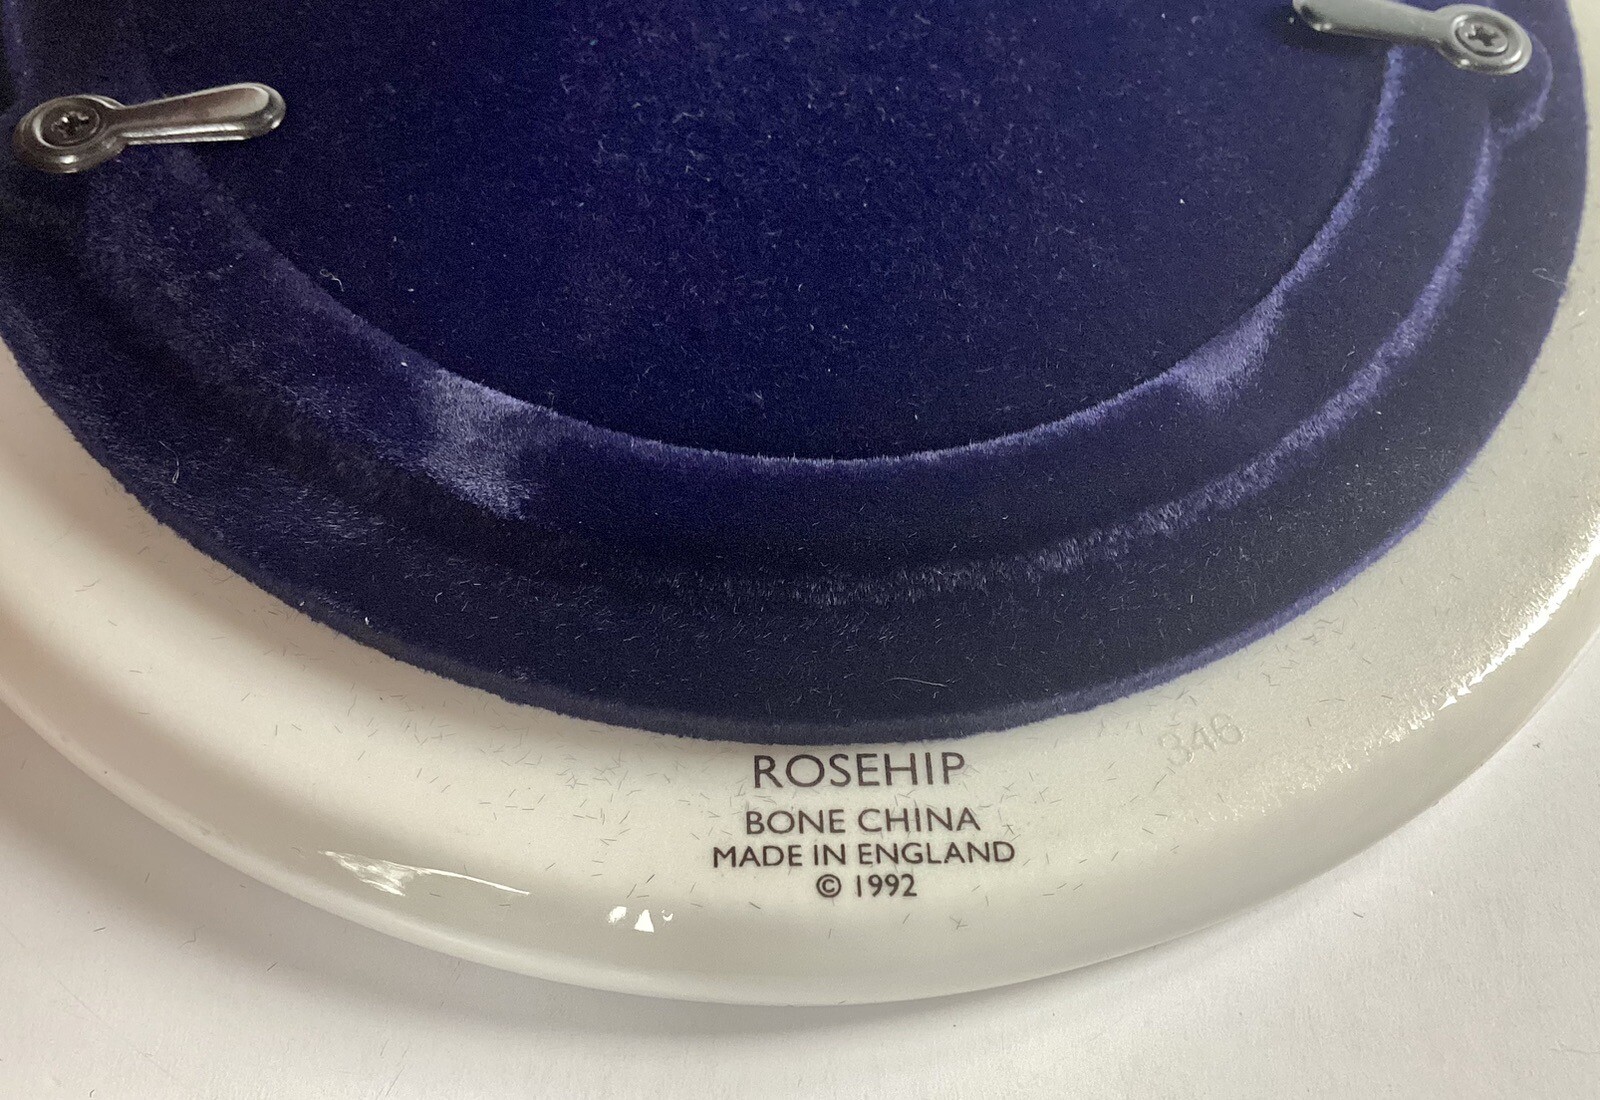 346
ROSEHIP
BONE CHINA
MADE IN ENGLAND
© 1992